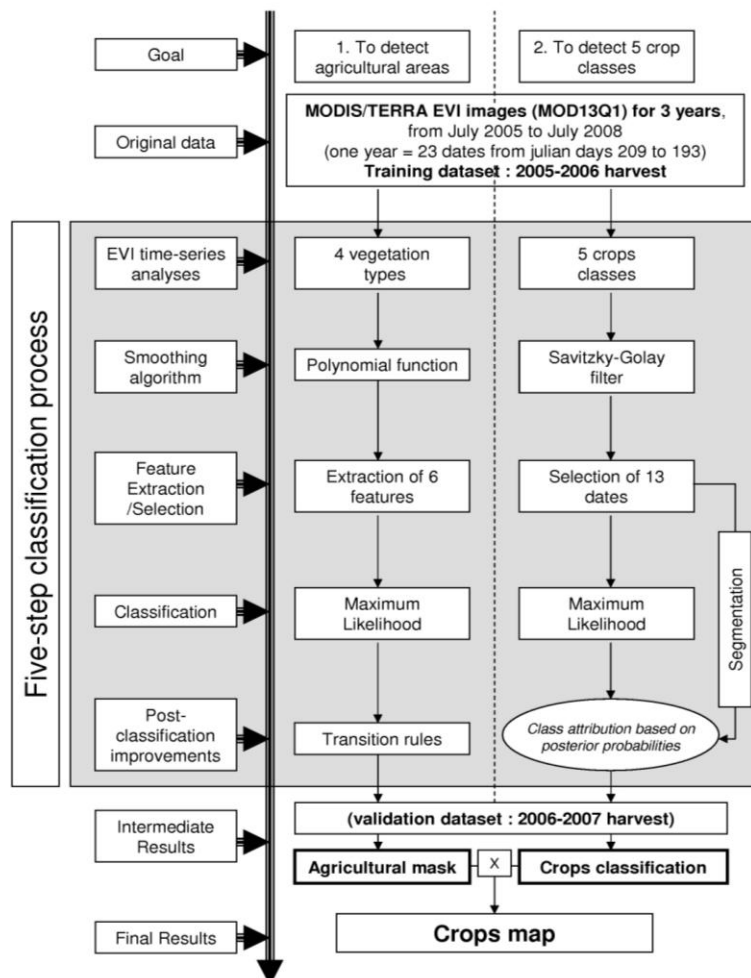 Goal
1. To detect
agricultural areas
2. To detect 5 crop
classes
Original data
MODIS/TERRA EVI images (MOD13Q1) for 3 years,
from July 2005 to July 2008
(one year = 23 dates from julian days 209 to 193)
Training dataset : 2005-2006 harvest
Five-step classification process
EVI time-series
analyses
4 vegetation
types
5 crops
classes
Smoothing
algorithm
Polynomial function
Savitzky-Golay
filter
Feature
Extraction
/Selection
Extraction of 6
features
Selection of 13
dates
Segmentation
Classification
Maximum
Likelihood
Maximum
Likelihood
Post-
classification
improvements
Transition rules
Class attribution based on
posterior probabilities
Intermediate
Results
(validation dataset : 2006-2007 harvest)
Agricultural mask
X
Crops classification
Final Results
Crops map